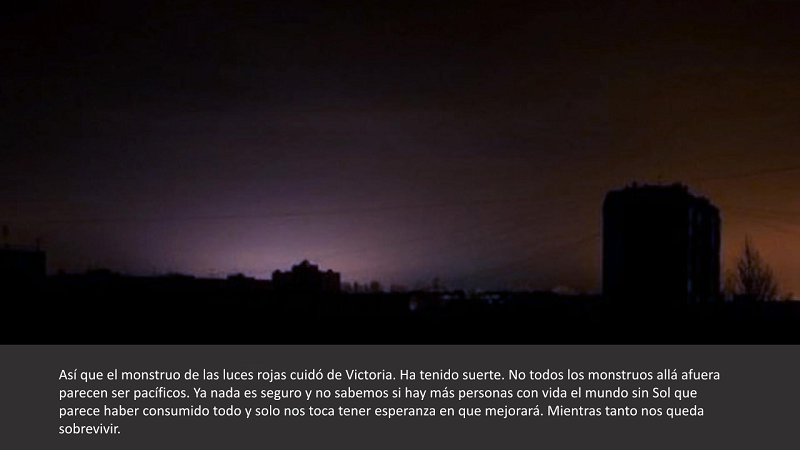 Así que el monstruo de las luces rojas cuidó de Victoria. Ha tenido suerte. No todos los monstruos allá afuera
parecen ser pacíficos. Ya nada es seguro y no sabemos si hay más personas con vida el mundo sin Sol que
parece haber consumido todo y solo nos toca tener esperanza en que mejorará. Mientras tanto nos queda
sobrevivir.